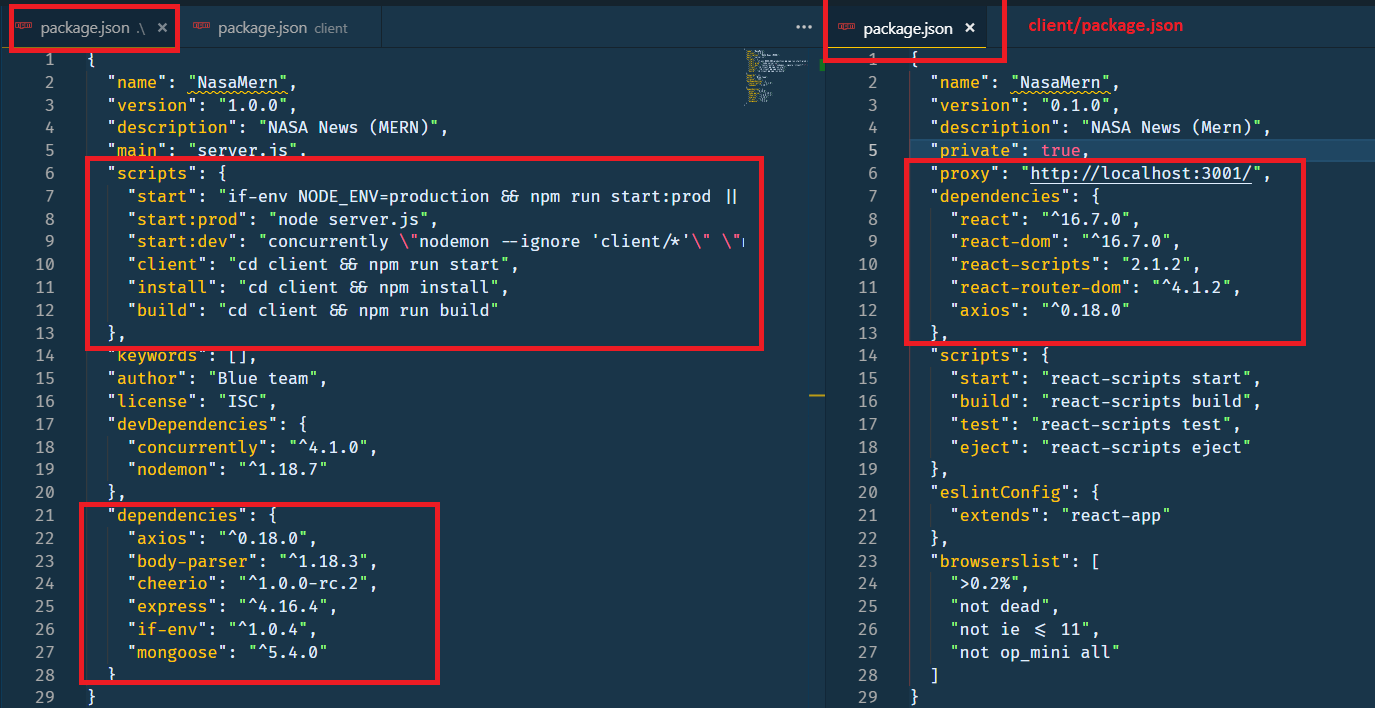 package.json .\ ×
package.json client
...
package.json ×
client/package.json
1 {
2 "name": "NasaMern",
3 "version": "1.0.0",
4 "description": "NASA News (MERN)",
5 "main": "server.js",
6 "scripts": {
7 "start": "if-env NODE_ENV=production && npm run start:prod ||
8 "start:prod": "node server.js",
9 "start:dev": "concurrently \"nodemon --ignore 'client/*'\" \"
10 "client": "cd client && npm run start",
11 "install": "cd client && npm install",
12 "build": "cd client && npm run build"
13 },
14 "keywords": [],
15 "author": "Blue team",
16 "license": "ISC",
17 "devDependencies": {
18 "concurrently": "^4.1.0",
19 "nodemon": "^1.18.7"
20 },
21 "dependencies": {
22 "axios": "^0.18.0",
23 "body-parser": "^1.18.3",
24 "cheerio": "^1.0.0-rc.2",
25 "express": "^4.16.4",
26 "if-env": "^1.0.4",
27 "mongoose": "^5.4.0"
28 }
29 }
1 {
2 "name": "NasaMern",
3 "version": "0.1.0",
4 "description": "NASA News (Mern)",
5 "private": true,
6 "proxy": "http://localhost:3001/",
7 "dependencies": {
8 "react": "^16.7.0",
9 "react-dom": "^16.7.0",
10 "react-scripts": "2.1.2",
11 "react-router-dom": "^4.1.2",
12 "axios": "^0.18.0"
13 },
14 "scripts": {
15 "start": "react-scripts start",
16 "build": "react-scripts build",
17 "test": "react-scripts test",
18 "eject": "react-scripts eject"
19 },
20 "eslintConfig": {
21 "extends": "react-app"
22 },
23 "browserslist": [
24 ">0.2%",
25 "not dead",
26 "not ie <= 11",
27 "not op_mini all"
28 ]
29 }